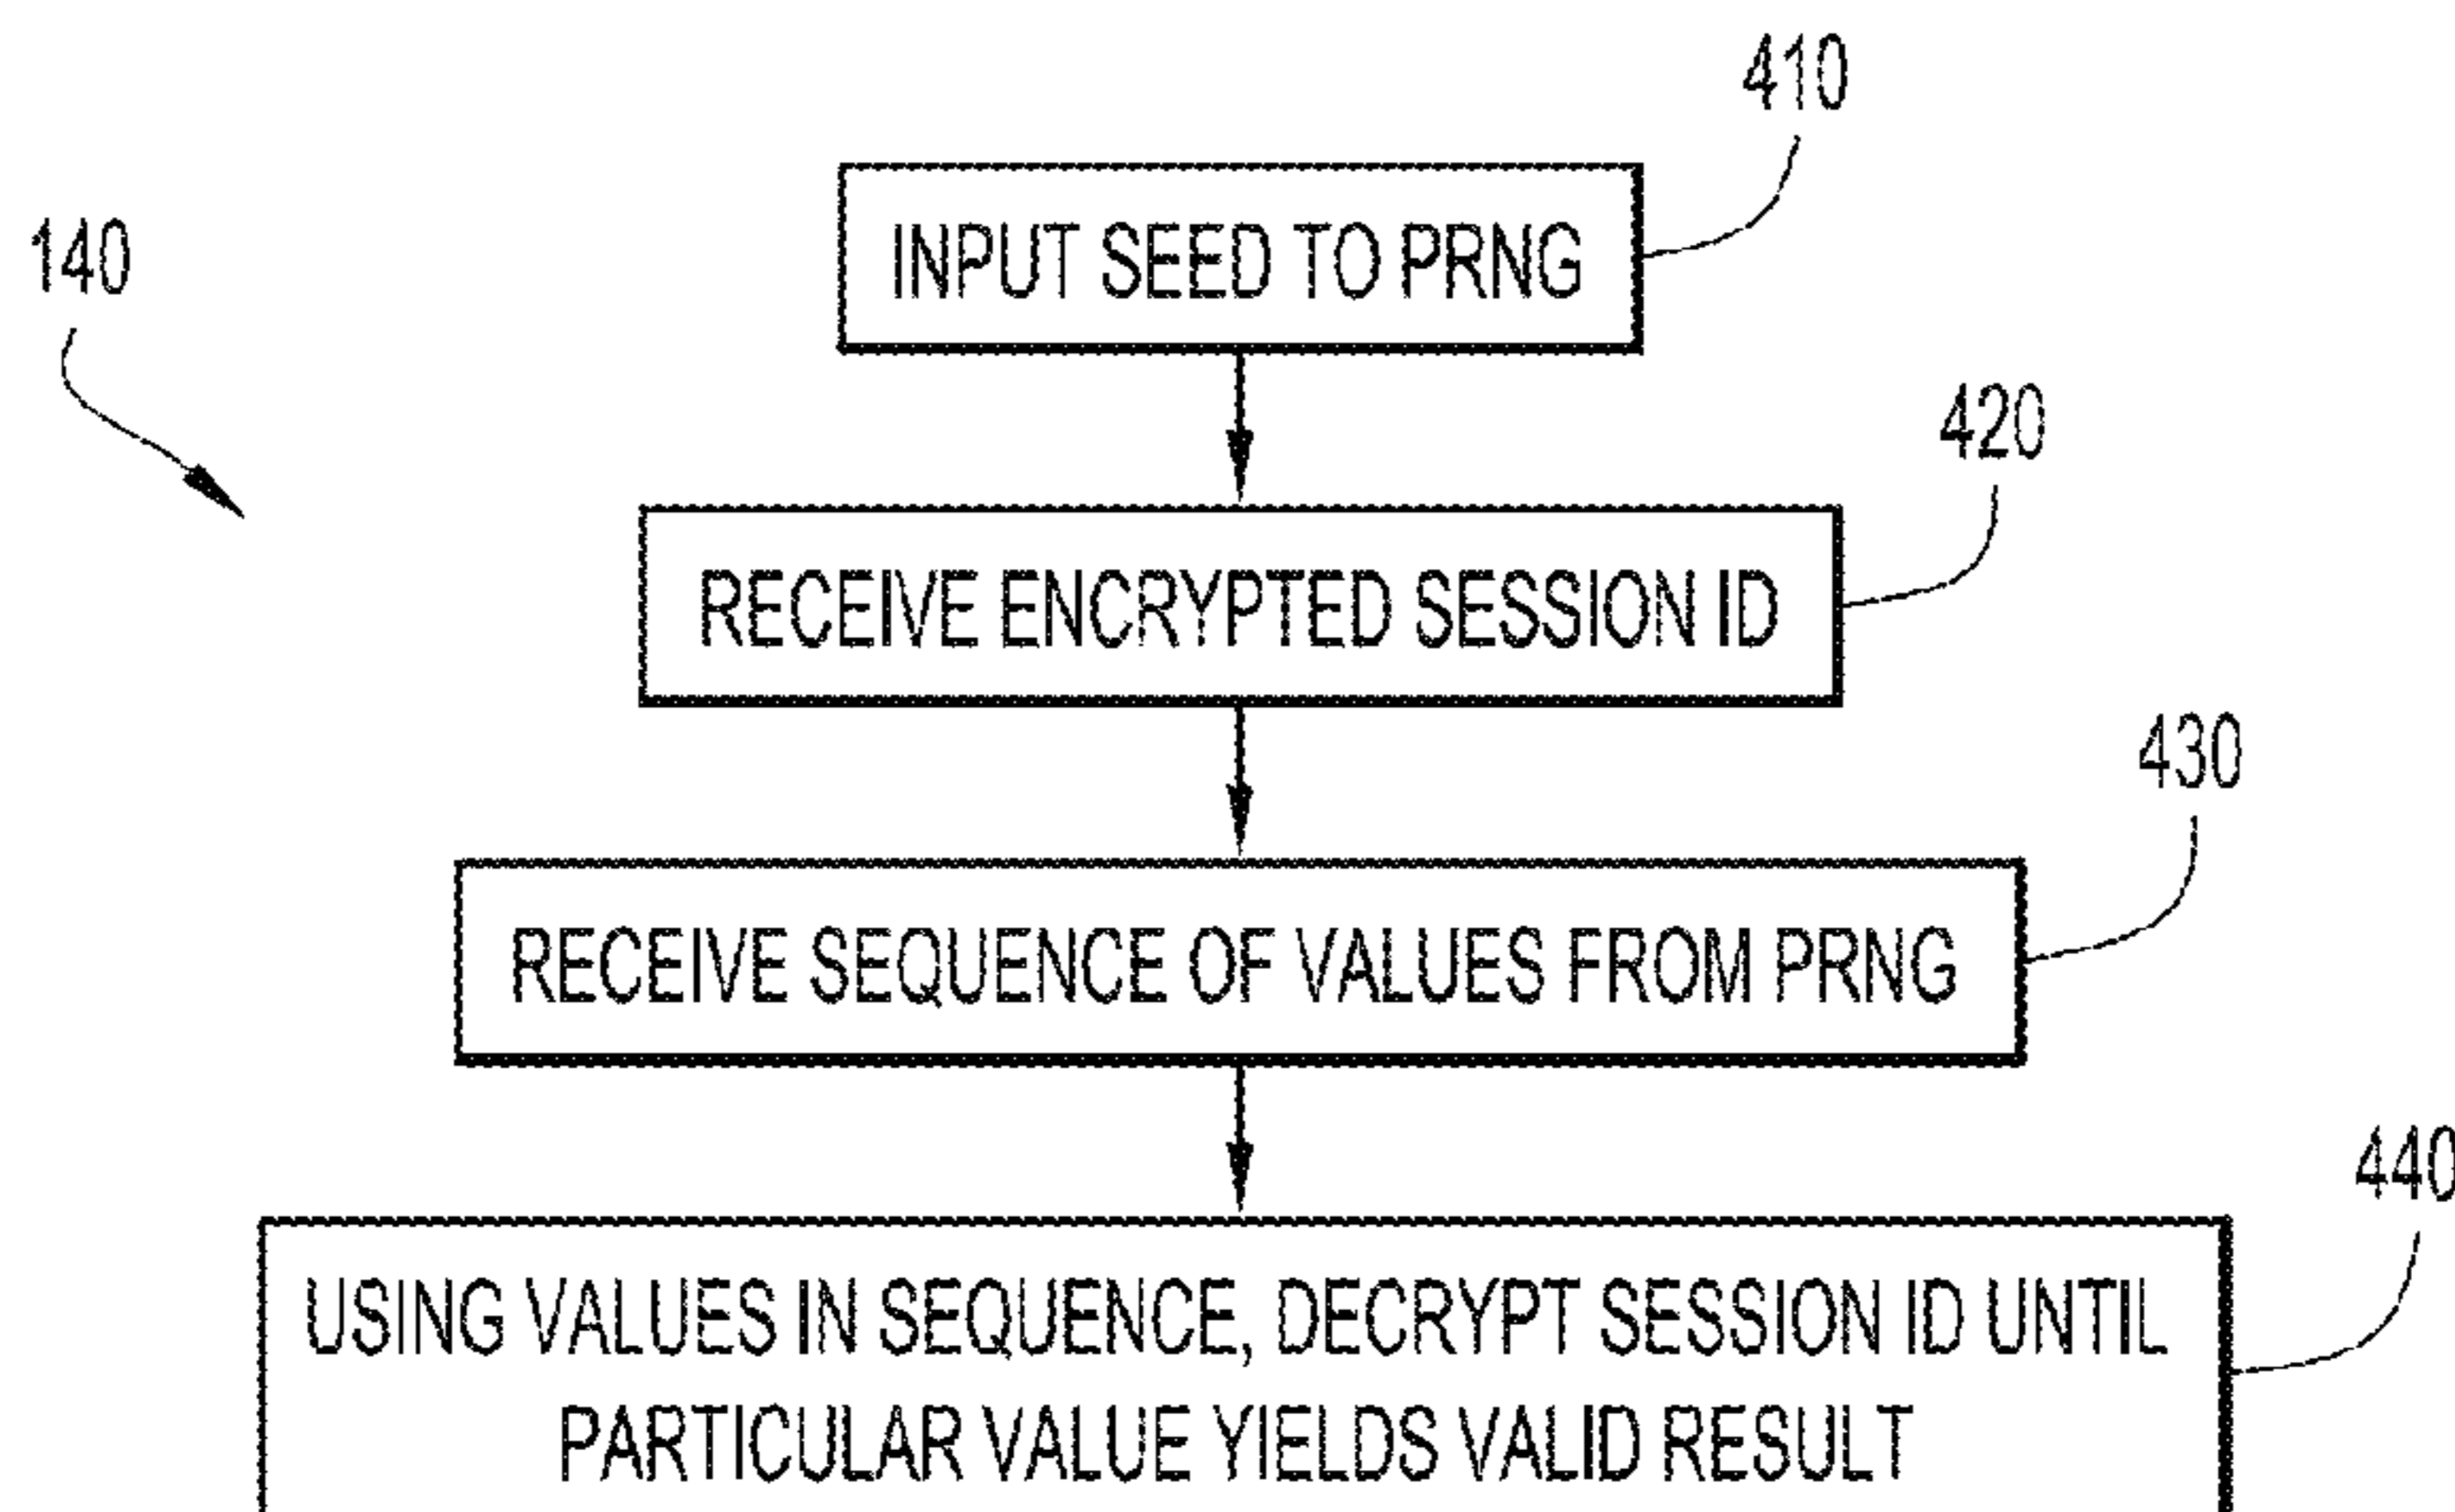 410
140
INPUT SEED TO PRNG
420
RECEIVE ENCRYPTED SESSION ID
430
RECEIVE SEQUENCE OF VALUES FROM PRNG
440
USING VALUES IN SEQUENCE, DECRYPT SESSION ID UNTIL
PARTICULAR VALUE YIELDS VALID RESULT